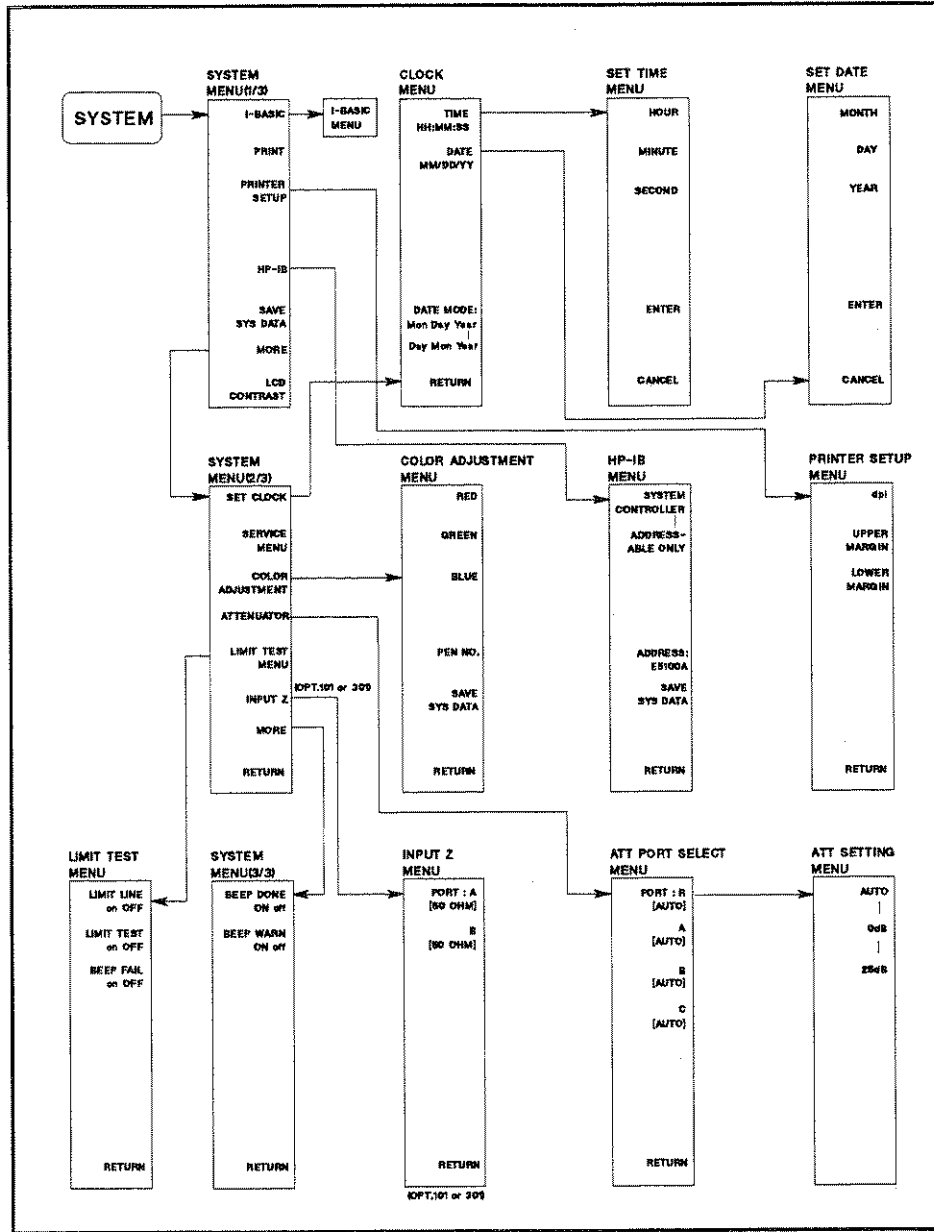 SYSTEM
SYSTEM
MENU(1/3)
I-BASIC
PRINT
PRINTER
SETUP
HP-IB
SAVE
SYS DATA
MORE
LCD
CONTRAST
I-BASIC
MENU
CLOCK
MENU
TIME
HH:MM:SS
DATE
MM/DD/YY
DATE MODE:
Mon Day Year
Day Mon Year
RETURN
SET TIME
MENU
HOUR
MINUTE
SECOND
ENTER
CANCEL
SET DATE
MENU
MONTH
DAY
YEAR
ENTER
CANCEL
SYSTEM
MENU(2/3)
SET CLOCK
SERVICE
MENU
COLOR
ADJUSTMENT
ATTENUATOR
LIMIT TEST
MENU
INPUT Z
(OPT.101 or 301)
MORE
RETURN
COLOR ADJUSTMENT
MENU
RED
GREEN
BLUE
PEN NO.
SAVE
SYS DATA
RETURN
HP-IB
MENU
SYSTEM
CONTROLLER
ADDRESS-
ABLE ONLY
ADDRESS:
E5100A
SAVE
SYS DATA
RETURN
PRINTER SETUP
MENU
dpi
UPPER
MARGIN
LOWER
MARGIN
RETURN
LIMIT TEST
MENU
LIMIT LINE
on OFF
LIMIT TEST
on OFF
BEEP FAIL
on OFF
RETURN
SYSTEM
MENU(3/3)
BEEP DONE
ON off
BEEP WARN
ON off
RETURN
INPUT Z
MENU
PORT : A
[50 OHM]
B
[50 OHM]
RETURN
(OPT.101 or 301)
ATT PORT SELECT
MENU
PORT : R
[AUTO]
A
[AUTO]
B
[AUTO]
C
[AUTO]
RETURN
ATT SETTING
MENU
AUTO
0dB
25dB